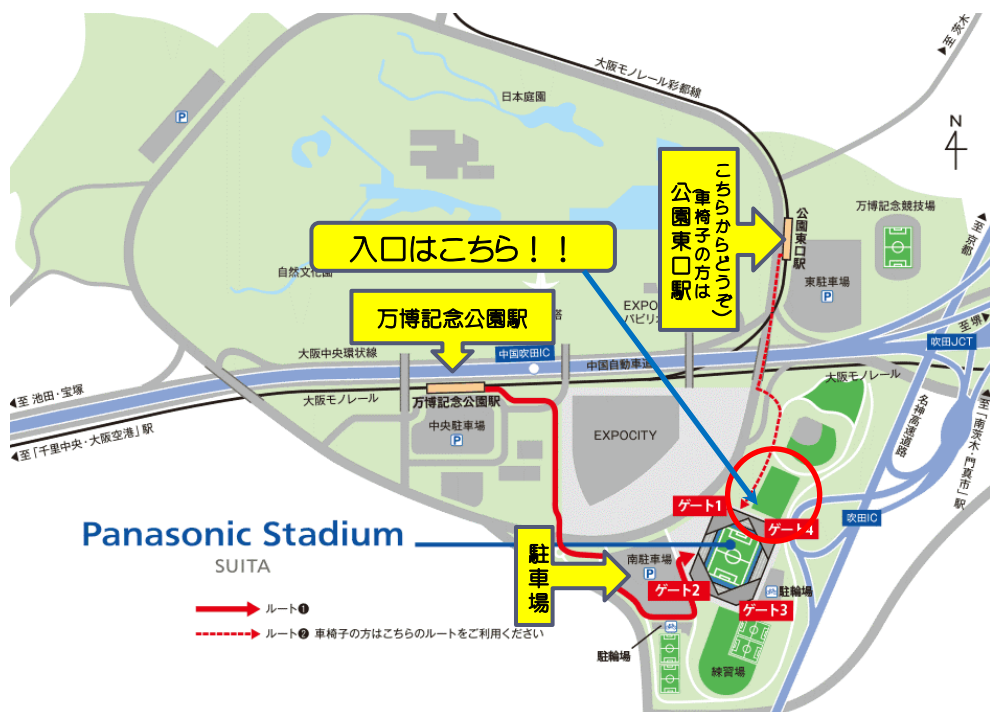 至 茨木
大阪モノレール彩都線
日本庭園
P
N
こちらからどうぞ)
車椅子の方は
公園東口駅
公園東口駅
万博記念競技場
至 京都
入口はこちら！！
自然文化園
東駐車場
P
EXPO
パビリオ
万博記念公園駅
至 堺
大阪中央環状線
中国吹田IC
中国自動車道
吹田JCT
大阪モノレール
至 池田・宝塚
大阪モノレール
万博記念公園駅
名神高速道路
至「南茨木・門真市」駅
至「千里中央・大阪空港」駅
中央駐車場
P
EXPOCITY
ゲート1
吹田IC
Panasonic Stadium
SUITA
ゲート4
駐車場
南駐車場
P
ゲート2
駐輪場
ゲート3
ルート❶
ルート❷ 車椅子の方はこちらのルートをご利用ください
駐輪場
練習場